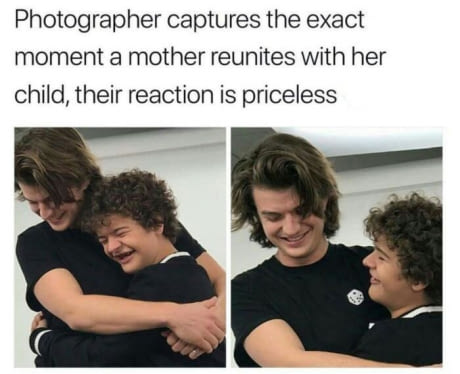 Photographer captures the exact
moment a mother reunites with her
child, their reaction is priceless